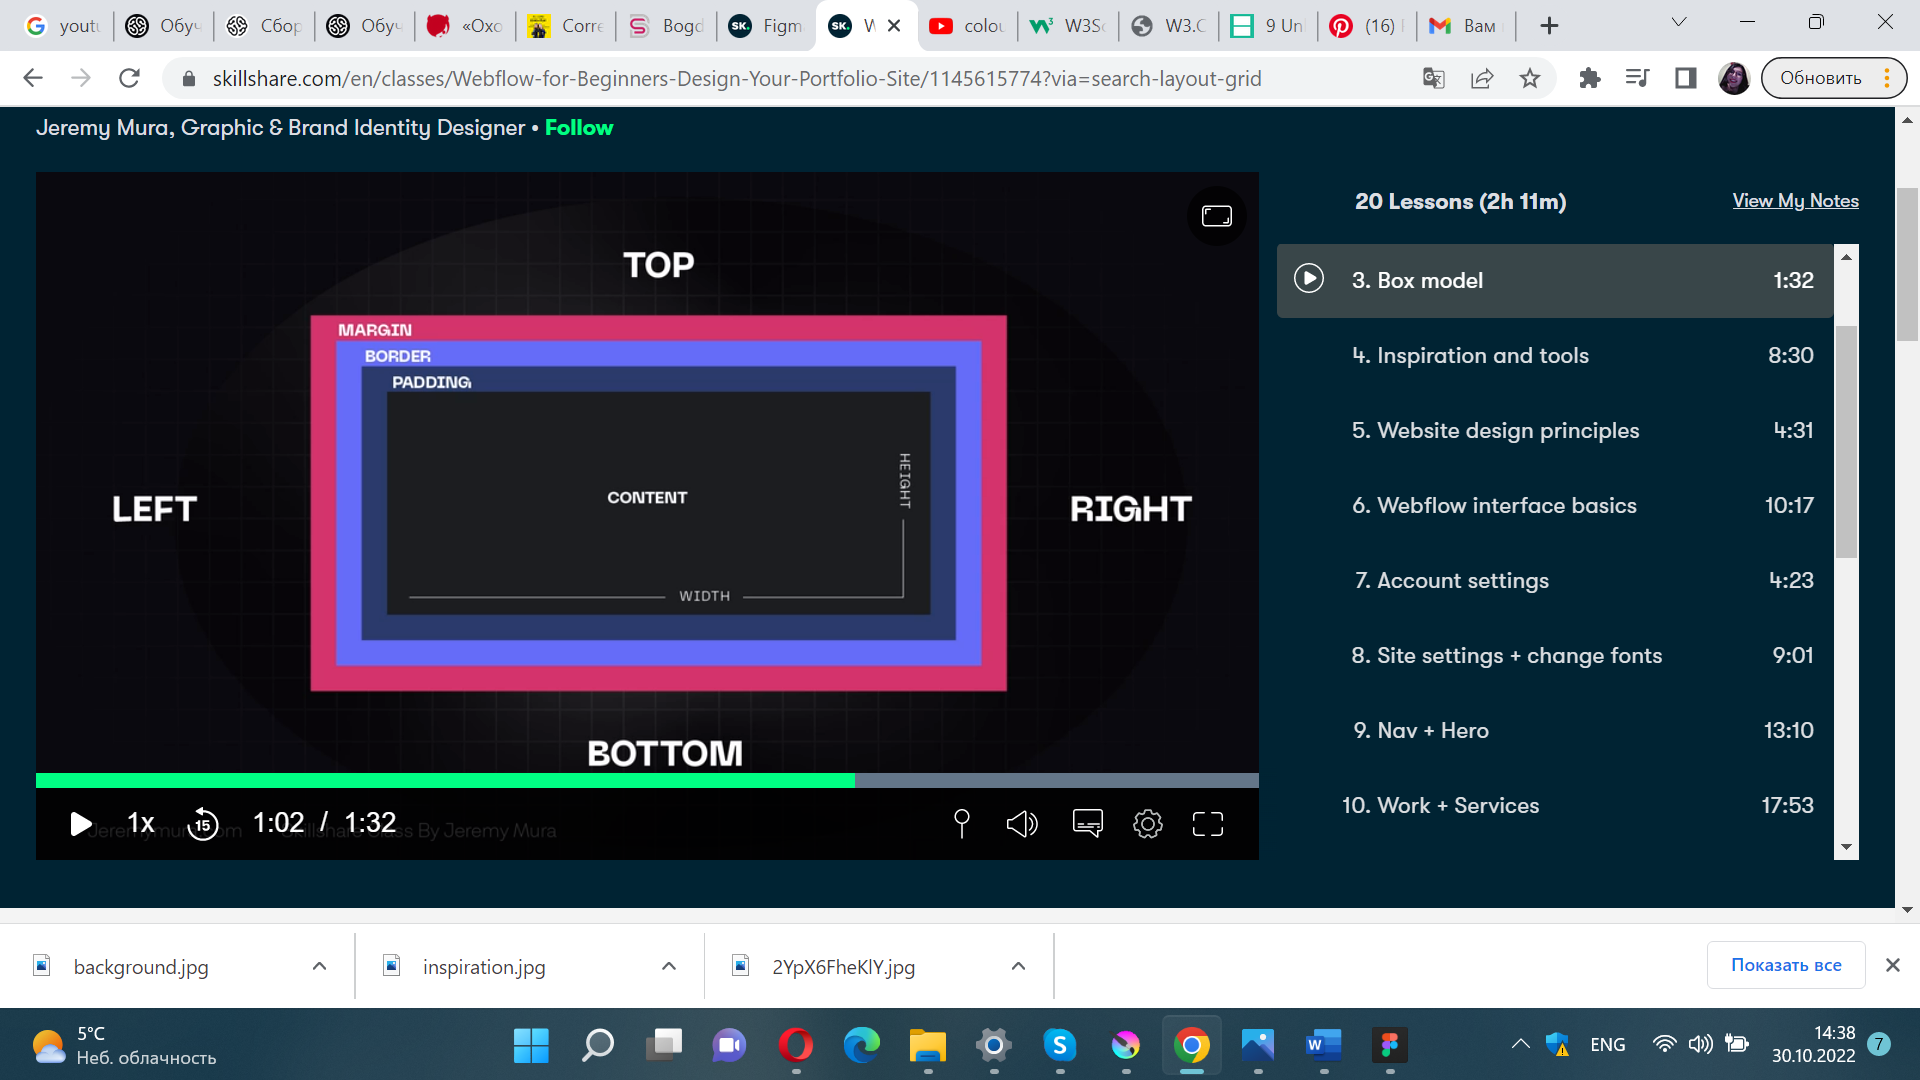 youtu
Обуч
Сбор
Обуч
«Охо
Corre
Bogd
Figm
W
colou
W3Sc
W3.C
9 Uni
(16)
Вам
skillshare.com/en/classes/Webflow-for-Beginners-Design-Your-Portfolio-Site/1145615774?via=search-layout-grid
Обновить
Jeremy Mura, Graphic & Brand Identity Designer • Follow
TOP
MARGIN
BORDER
PADDING
LEFT
CONTENT
HEIGHT
RIGHT
WIDTH
BOTTOM
1x
15
1:02 / 1:32
Jeremymura.com
Skillshare Class By Jeremy Mura
20 Lessons (2h 11m)
View My Notes
3. Box model 1:32
4. Inspiration and tools 8:30
5. Website design principles 4:31
6. Webflow interface basics 10:17
7. Account settings 4:23
8. Site settings + change fonts 9:01
9. Nav + Hero 13:10
10. Work + Services 17:53
background.jpg
inspiration.jpg
2YpX6FheKlY.jpg
Показать все
5°C
Неб. облачность
ENG
14:38
30.10.2022
7